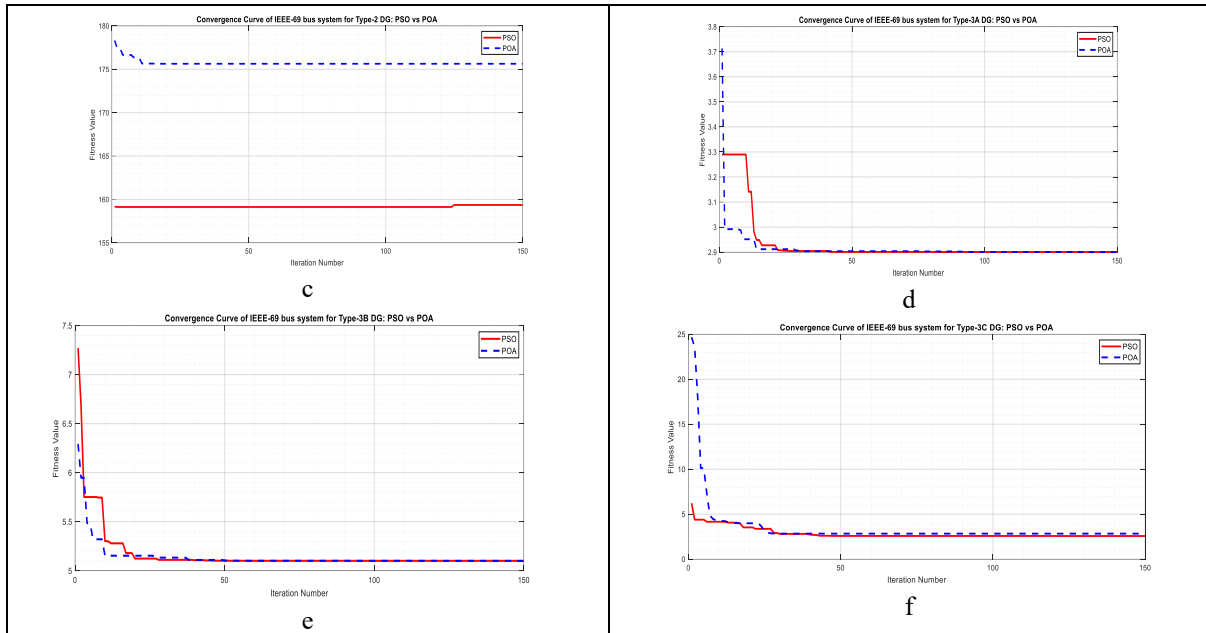 Convergence Curve of IEEE-69 bus system for Type-2 DG: PSO vs POA
180
175
170
165
160
155
Fitness Value
PSO
POA
0
50
100
150
Iteration Number
c
Convergence Curve of IEEE-69 bus system for Type-3A DG: PSO vs POA
3.8
3.7
3.6
3.5
3.4
3.3
3.2
3.1
3
2.9
Fitness Value
PSO
POA
0
50
100
150
Iteration Number
d
Convergence Curve of IEEE-69 bus system for Type-3B DG: PSO vs POA
7.5
7
6.5
6
5.5
5
Fitness Value
PSO
POA
0
50
100
150
Iteration Number
e
Convergence Curve of IEEE-69 bus system for Type-3C DG: PSO vs POA
25
20
15
10
5
0
Fitness Value
PSO
POA
0
50
100
150
Iteration Number
f